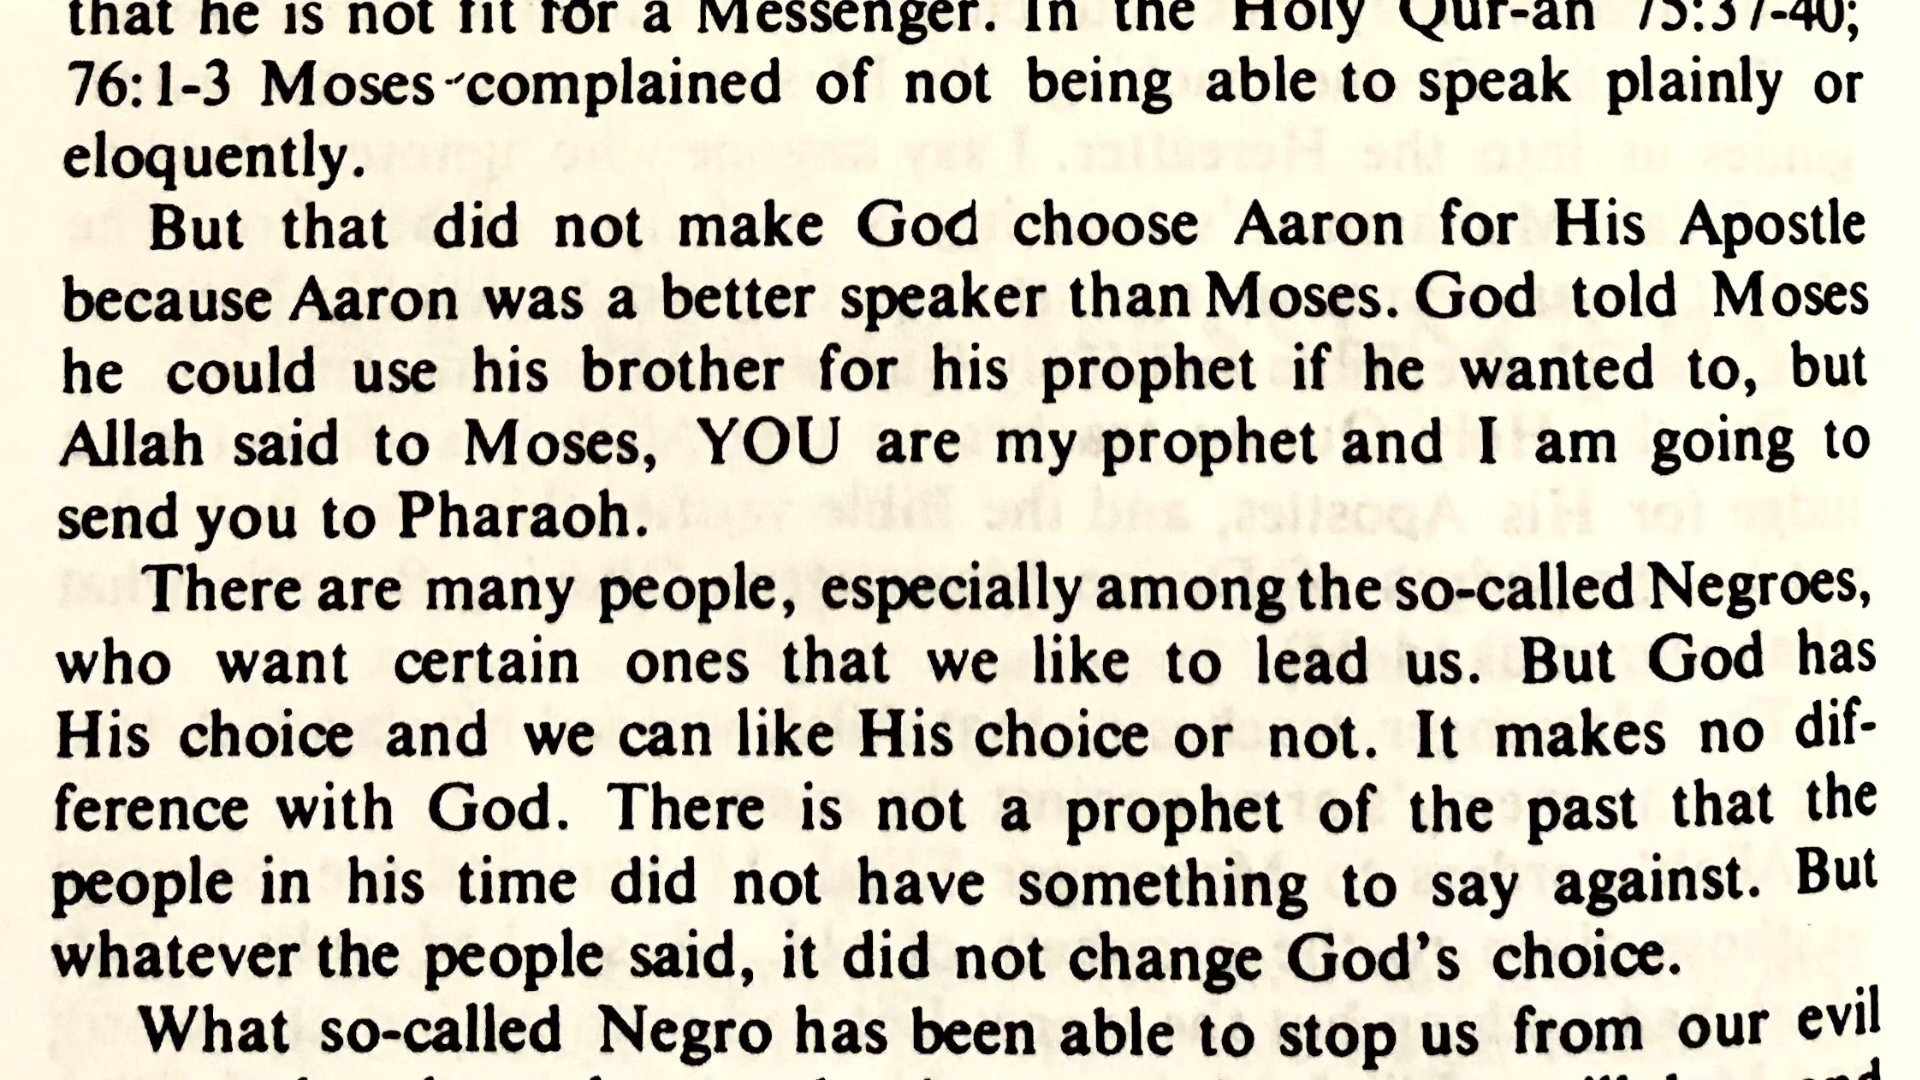 that he is not fit for a Messenger. In the Holy Qur-an 75:37-40;
76:1-3 Moses complained of not being able to speak plainly or
eloquently.
But that did not make God choose Aaron for His Apostle
because Aaron was a better speaker than Moses. God told Moses
he could use his brother for his prophet if he wanted to, but
Allah said to Moses, YOU are my prophet and I am going to
send you to Pharaoh.
There are many people, especially among the so-called Negroes,
who want certain ones that we like to lead us. But God has
His choice and we can like His choice or not. It makes no dif-
ference with God. There is not a prophet of the past that the
people in his time did not have something to say against. But
whatever the people said, it did not change God's choice.
What so-called Negro has been able to stop us from our evil